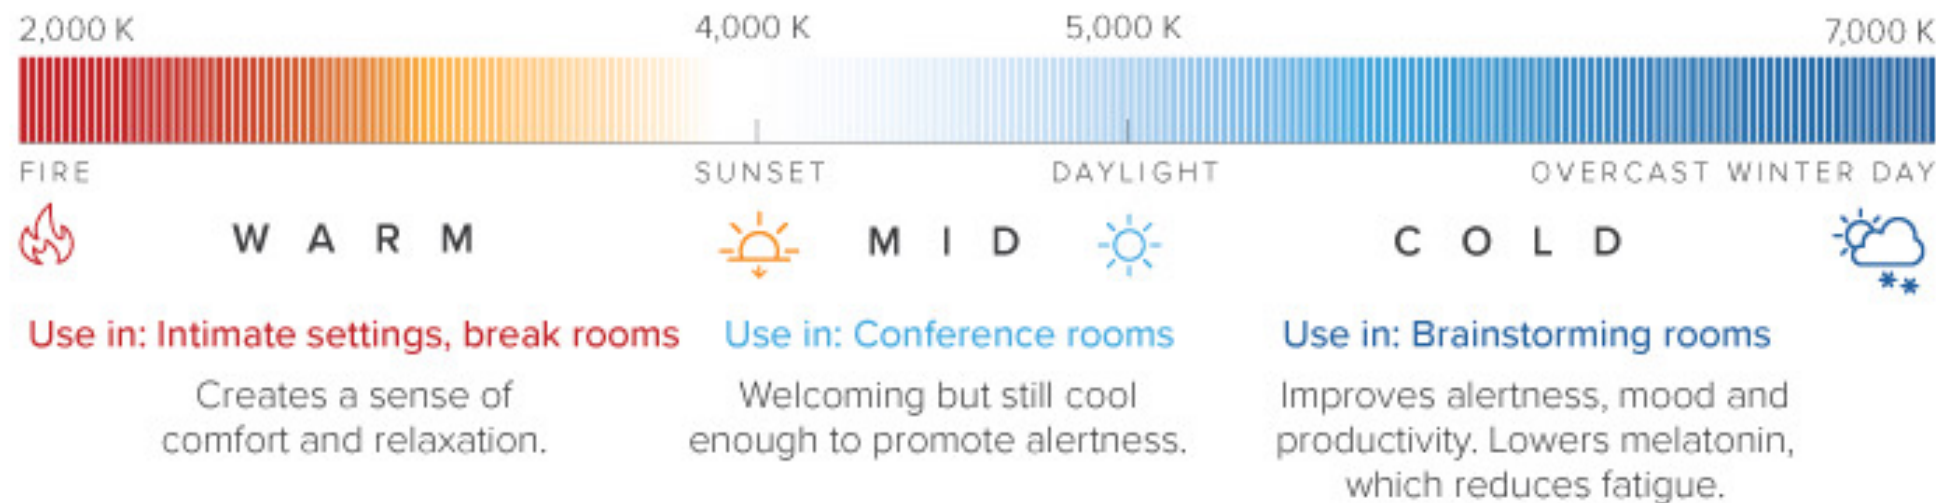 2,000 K 4,000 K 5,000 K 7,000 K
FIRE SUNSET DAYLIGHT OVERCAST WINTER DAY
WARM MID COLD
Use in: Intimate settings, break rooms
Creates a sense of
comfort and relaxation.
Use in: Conference rooms
Welcoming but still cool
enough to promote alertness.
Use in: Brainstorming rooms
Improves alertness, mood and
productivity. Lowers melatonin,
which reduces fatigue.